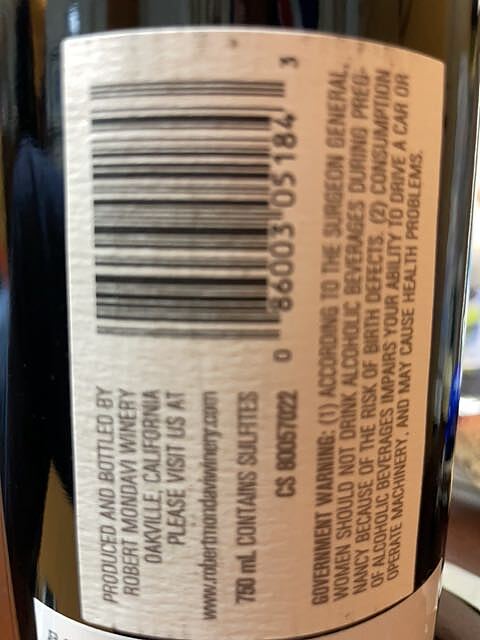 PRODUCED AND BOTTLED BY
ROBERT MONDAVI WINERY
OAKVILLE, CALIFORNIA
PLEASE VISIT US AT
www.robertmondaviwinery.com
750 mL CONTAINS SULFITES
CS 80057022
0 86003 05184 3
GOVERNMENT WARNING: (1) ACCORDING TO THE SURGEON GENERAL,
WOMEN SHOULD NOT DRINK ALCOHOLIC BEVERAGES DURING PREG-
NANCY BECAUSE OF THE RISK OF BIRTH DEFECTS. (2) CONSUMPTION
OF ALCOHOLIC BEVERAGES IMPAIRS YOUR ABILITY TO DRIVE A CAR OR
OPERATE MACHINERY, AND MAY CAUSE HEALTH PROBLEMS.